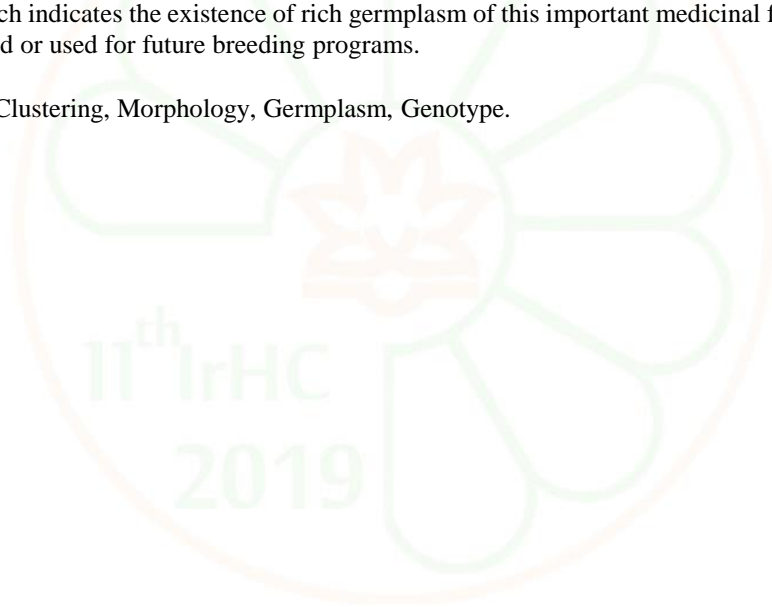 ch indicates the existence of rich germplasm of this important medicinal f
d or used for future breeding programs.
Clustering, Morphology, Germplasm, Genotype.
11th IrHC
2019